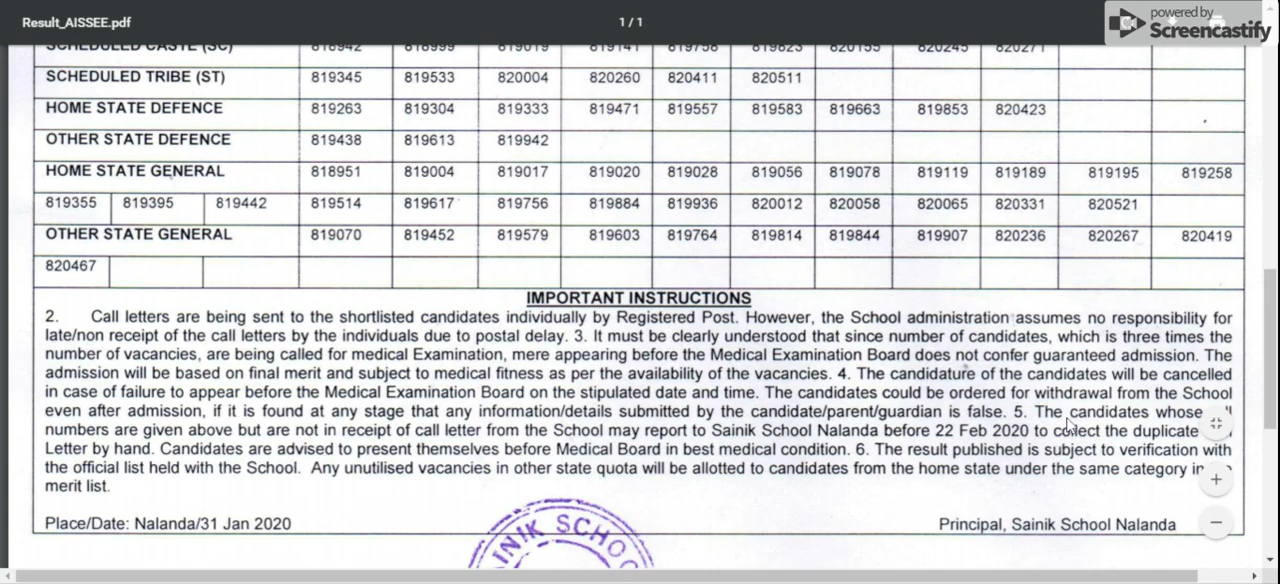 Result_AISSEE.pdf
1 / 1
powered by
Screencastify
SCHEDULED CASTE (SC) 818942 818999 819019 819141 819758 819823 820155 820245 820271
SCHEDULED TRIBE (ST) 819345 819533 820004 820260 820411 820511
HOME STATE DEFENCE 819263 819304 819333 819471 819557 819583 819663 819853 820423
OTHER STATE DEFENCE 819438 819613 819942
HOME STATE GENERAL 818951 819004 819017 819020 819028 819056 819078 819119 819189 819195 819258
819355 819395 819442 819514 819617 819756 819884 819936 820012 820058 820065 820331 820521
OTHER STATE GENERAL 819070 819452 819579 819603 819764 819814 819844 819907 820236 820267 820419
820467
IMPORTANT INSTRUCTIONS
2. Call letters are being sent to the shortlisted candidates individually by Registered Post. However, the School administration assumes no responsibility for
late/non receipt of the call letters by the individuals due to postal delay. 3. It must be clearly understood that since number of candidates, which is three times the
number of vacancies, are being called for medical Examination, mere appearing before the Medical Examination Board does not confer guaranteed admission. The
admission will be based on final merit and subject to medical fitness as per the availability of the vacancies. 4. The candidature of the candidates will be cancelled
in case of failure to appear before the Medical Examination Board on the stipulated date and time. The candidates could be ordered for withdrawal from the School
even after admission, if it is found at any stage that any information/details submitted by the candidate/parent/guardian is false. 5. The candidates whose
numbers are given above but are not in receipt of call letter from the School may report to Sainik School Nalanda before 22 Feb 2020 to collect the duplicate
Letter by hand. Candidates are advised to present themselves before Medical Board in best medical condition. 6. The result published is subject to verification with
the official list held with the School. Any unutilised vacancies in other state quota will be allotted to candidates from the home state under the same category in
merit list.
Place/Date: Nalanda/31 Jan 2020 Principal, Sainik School Nalanda
AINIK SCHOO